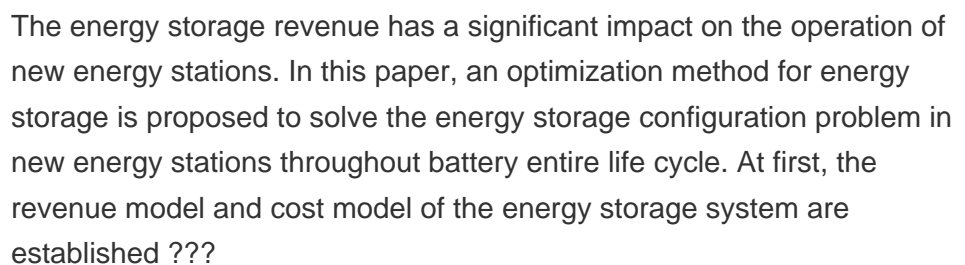 The energy storage revenue has a significant impact on the operation of
new energy stations. In this paper, an optimization method for energy
storage is proposed to solve the energy storage configuration problem in
new energy stations throughout battery entire life cycle. At first, the
revenue model and cost model of the energy storage system are
established ???